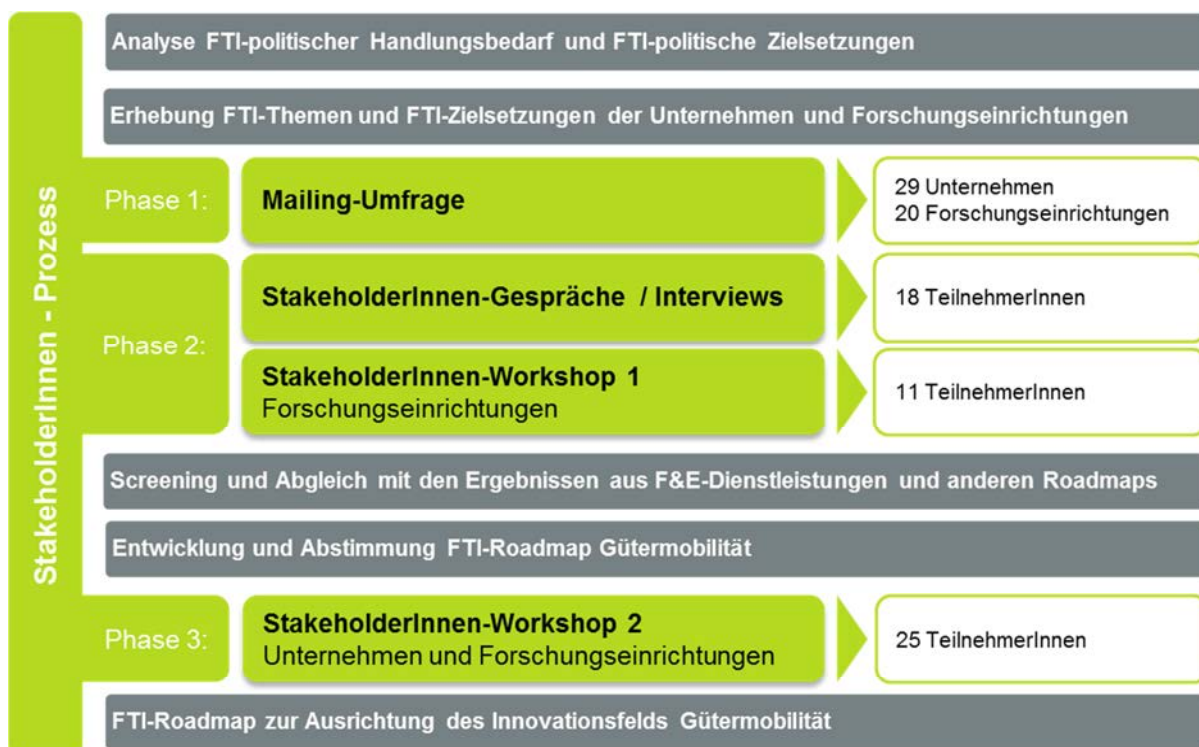 StakeholderInnen - Prozess
Analyse FTI-politischer Handlungsbedarf und FTI-politische Zielsetzungen
Erhebung FTI-Themen und FTI-Zielsetzungen der Unternehmen und Forschungseinrichtungen
Phase 1:
Mailing-Umfrage
29 Unternehmen
20 Forschungseinrichtungen
Phase 2:
StakeholderInnen-Gespräche / Interviews
18 TeilnehmerInnen
StakeholderInnen-Workshop 1
Forschungseinrichtungen
11 TeilnehmerInnen
Screening und Abgleich mit den Ergebnissen aus F&E-Dienstleistungen und anderen Roadmaps
Entwicklung und Abstimmung FTI-Roadmap Gütermobilität
Phase 3:
StakeholderInnen-Workshop 2
Unternehmen und Forschungseinrichtungen
25 TeilnehmerInnen
FTI-Roadmap zur Ausrichtung des Innovationsfelds Gütermobilität